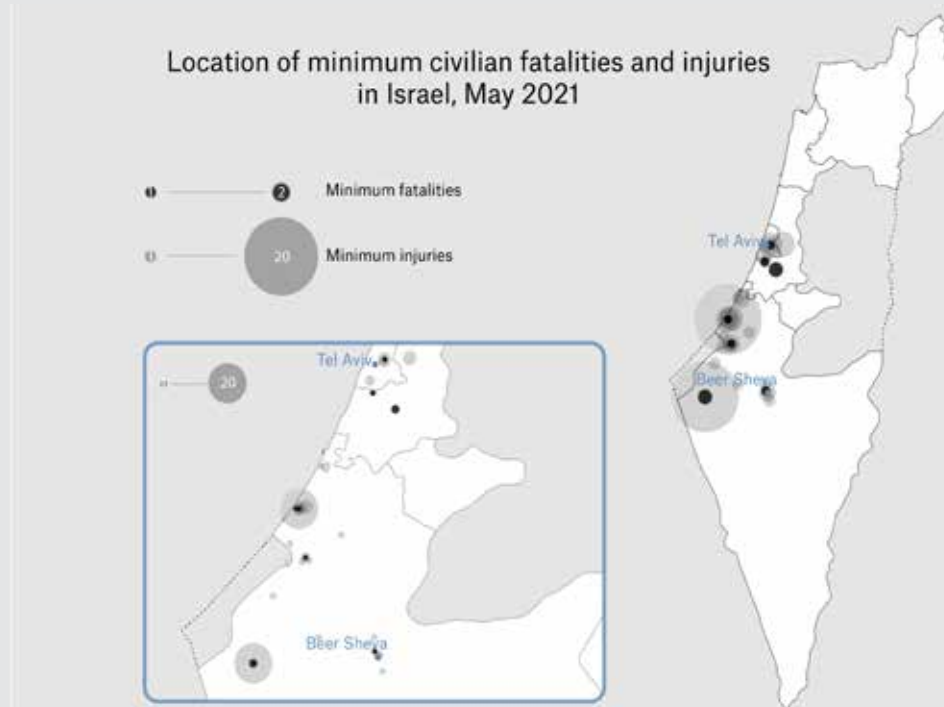 Location of minimum civilian fatalities and injuries
in Israel, May 2021
2
Minimum fatalities
20
Minimum injuries
Tel Aviv
20
Beer Sheva
Tel Aviv
Beer Sheva